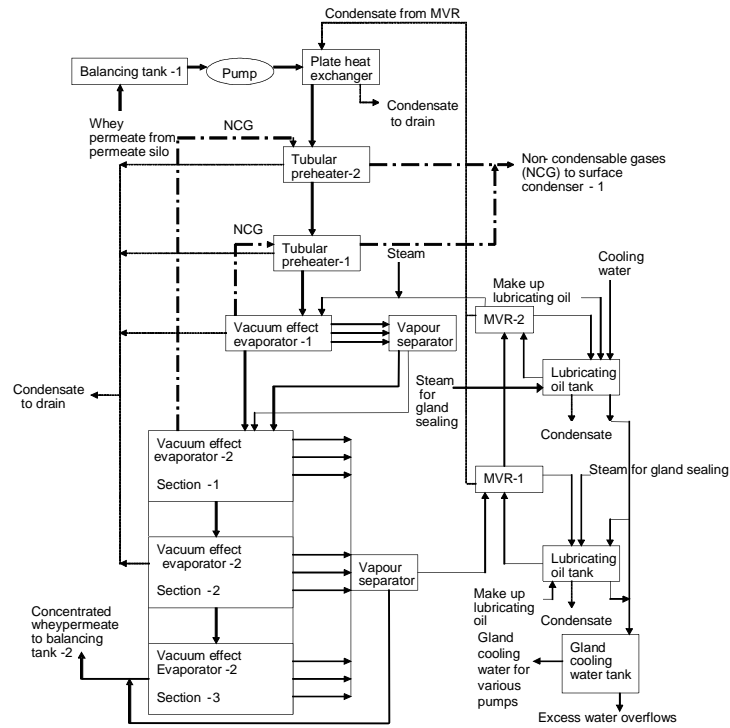 Condensate from MVR
Balancing tank -1
Pump
Plate heat
exchanger
Condensate
to drain
Whey
permeate from
permeate silo
NCG
Tubular
preheater-2
Non- condensable gases
(NCG) to surface
condenser - 1
NCG
Tubular
preheater-1
Steam
Cooling
water
Make up
lubricating oil
Vacuum effect
evaporator -1
Vapour
separator
MVR-2
Lubricating
oil tank
Steam
for
gland
sealing
Condensate
Condensate to
drain
Vacuum effect
evaporator -2
Section -1
MVR-1
Steam for gland sealing
Vacuum effect
evaporator -2
Section -2
Vapour
separator
Lubricating
oil tank
Make up
lubricating
oil
Condensate
Concentrated
wheypermeate
to balancing
tank -2
Vacuum effect
Evaporator -2
Section -3
Gland
cooling
water for
various
pumps
Gland
cooling
water tank
Excess water overflows